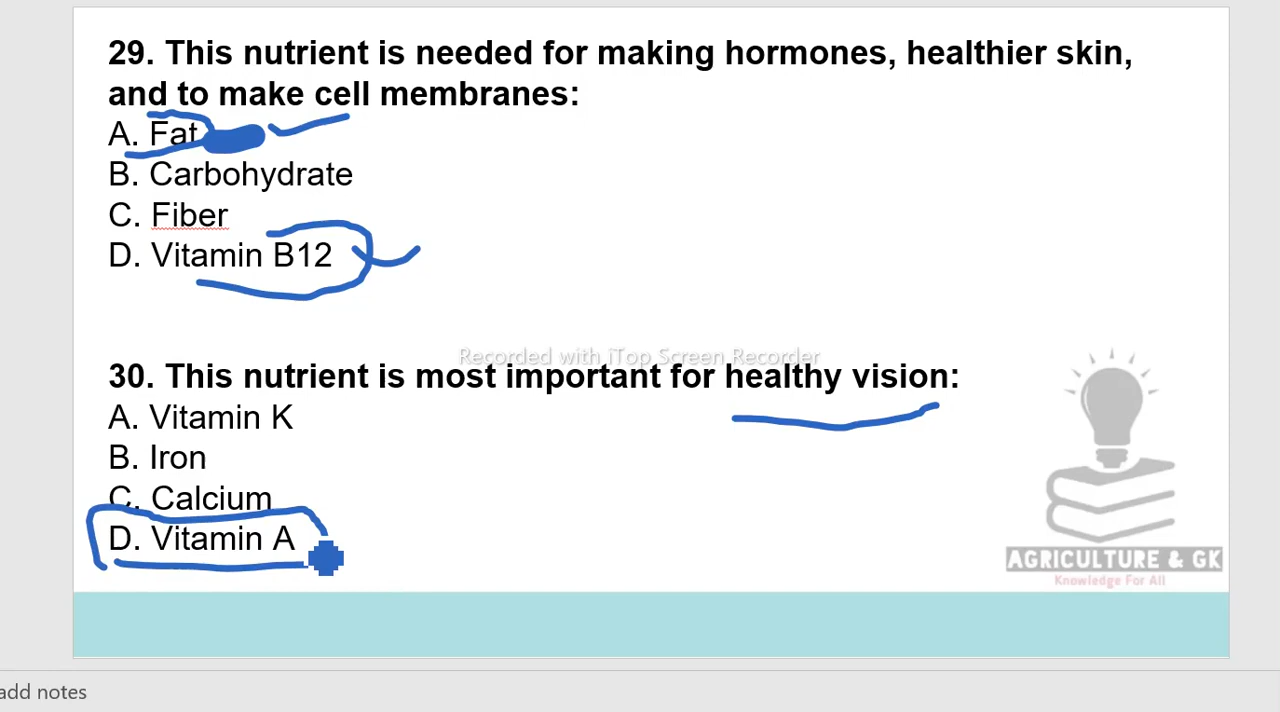 29. This nutrient is needed for making hormones, healthier skin,
and to make cell membranes:
A. Fat
B. Carbohydrate
C. Fiber
D. Vitamin B12
Recorded with iTop Screen Recorder
30. This nutrient is most important for healthy vision:
A. Vitamin K
B. Iron
C. Calcium
D. Vitamin A
AGRICULTURE & GK
Knowledge For All
add notes